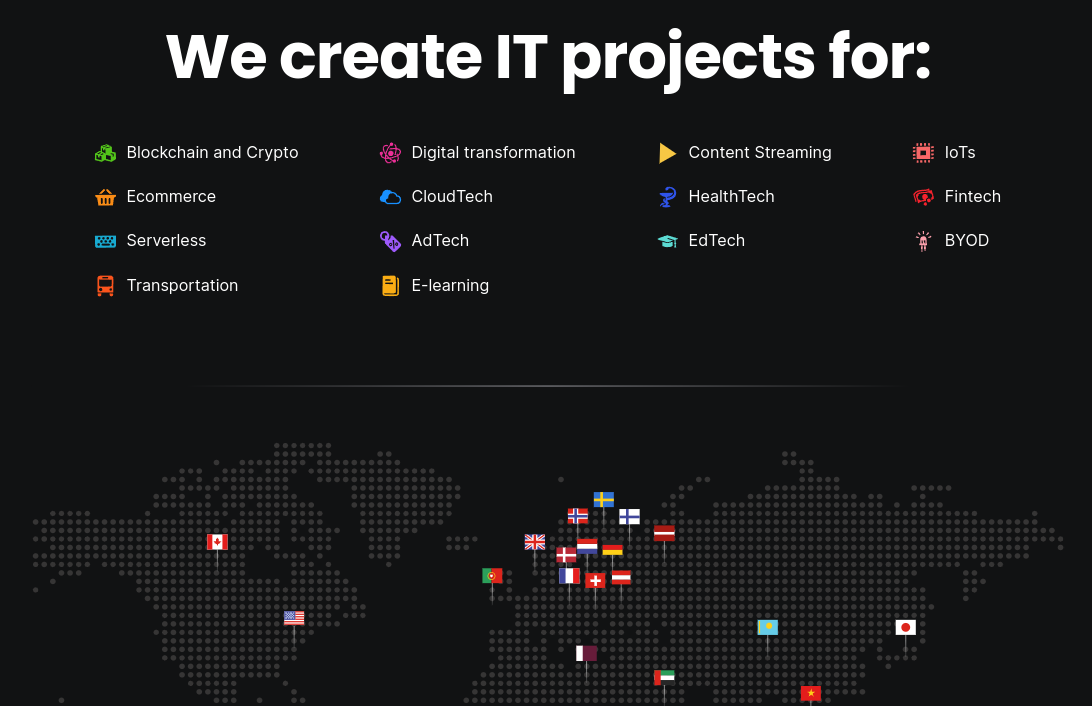 We create IT projects for:
Blockchain and Crypto
Digital transformation
Content Streaming
IoTs
Ecommerce
CloudTech
HealthTech
Fintech
Serverless
AdTech
EdTech
BYOD
Transportation
E-learning